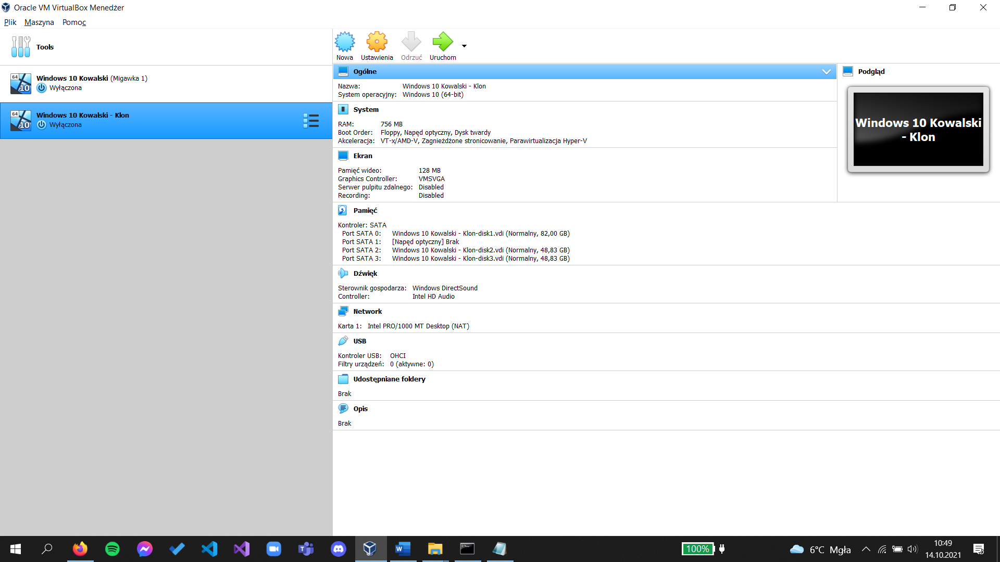 Oracle VM VirtualBox Menedżer
Plik Maszyna Pomoc
Tools
64
10
Windows 10 Kowalski (Migawka 1)
Wyłączona
64
10
Windows 10 Kowalski - Klon
Wyłączona
Nowa Ustawienia Odrzuć Uruchom
Ogólne
Nazwa: Windows 10 Kowalski - Klon
System operacyjny: Windows 10 (64-bit)
System
RAM: 756 MB
Boot Order: Floppy, Napęd optyczny, Dysk twardy
Akceleracja: VT-x/AMD-V, Zagnieżdżone stronicowanie, Parawirtualizacja Hyper-V
Ekran
Pamięć wideo: 128 MB
Graphics Controller: VMSVGA
Serwer pulpitu zdalnego: Disabled
Recording: Disabled
Podgląd
Windows 10 Kowalski
- Klon
Pamięć
Kontroler: SATA
Port SATA 0: Windows 10 Kowalski - Klon-disk1.vdi (Normalny, 82,00 GB)
Port SATA 1: [Napęd optyczny] Brak
Port SATA 2: Windows 10 Kowalski - Klon-disk2.vdi (Normalny, 48,83 GB)
Port SATA 3: Windows 10 Kowalski - Klon-disk3.vdi (Normalny, 48,83 GB)
Dźwięk
Sterownik gospodarza: Windows DirectSound
Controller: Intel HD Audio
Network
Karta 1: Intel PRO/1000 MT Desktop (NAT)
USB
Kontroler USB: OHCI
Filtry urządzeń: 0 (aktywne: 0)
Udostępniane foldery
Brak
Opis
Brak
100%
6°C Mgła
10:49
14.10.2021